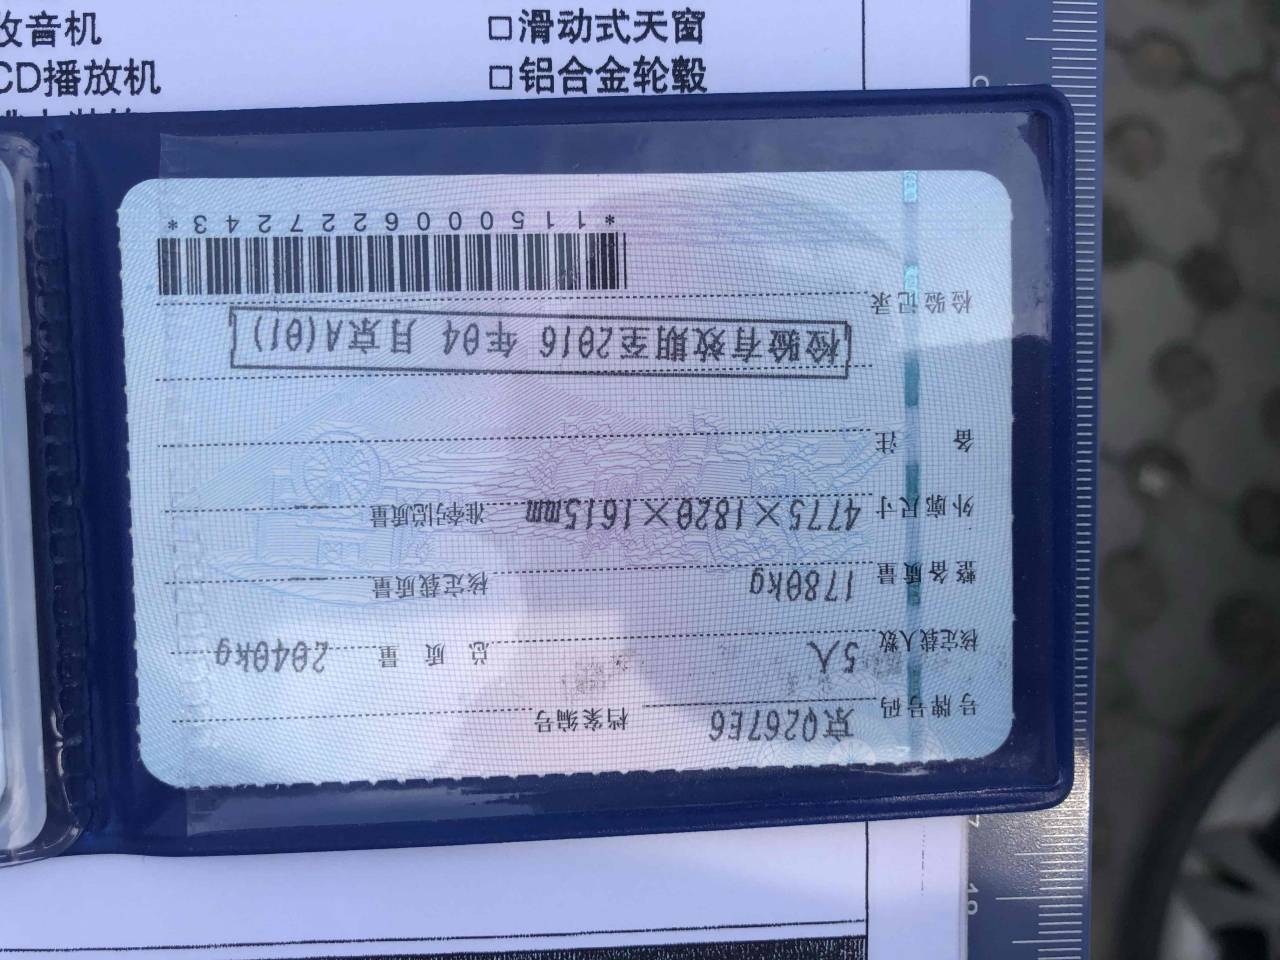 收音机 □滑动式天窗
CD播放机 □铝合金轮毂
号牌号码 京Q267E6 档案编号
核定载人数 5人 总质量 2040kg
整备质量 1780kg 核定载质量 —
外廓尺寸 4775×1820×1615mm 准牵引总质量 —
备注
检验有效期至2016年04月京A(01)
检验记录
*1150006227243*